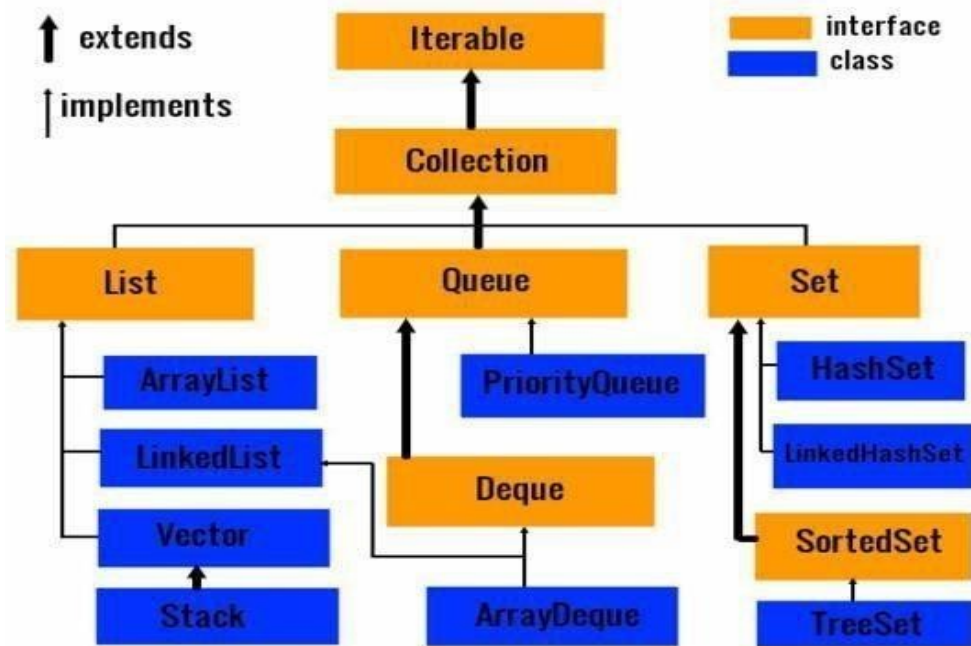 extends
implements
interface
class
Iterable
Collection
List
Queue
Set
ArrayList
PriorityQueue
HashSet
LinkedList
LinkedHashSet
Deque
Vector
SortedSet
Stack
ArrayDeque
TreeSet